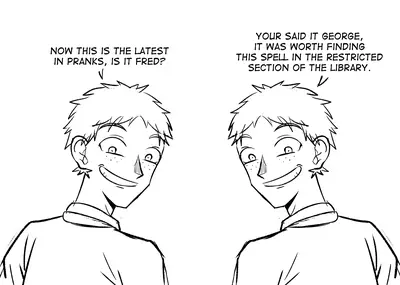 NOW THIS IS THE LATEST
IN PRANKS, IS IT FRED?
YOUR SAID IT GEORGE,
IT WAS WORTH FINDING
THIS SPELL IN THE RESTRICTED
SECTION OF THE LIBRARY.